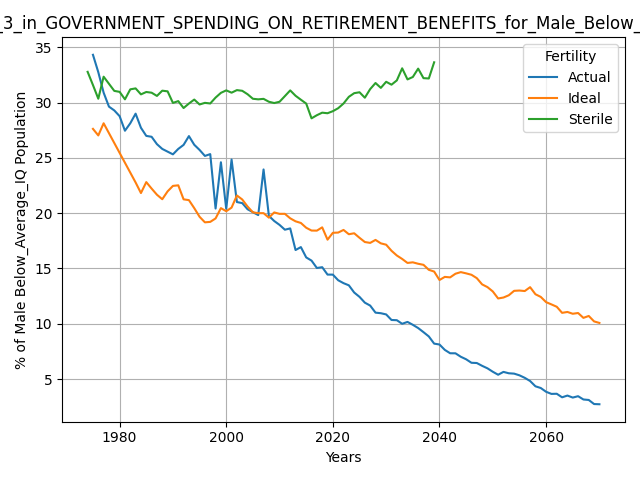 _3_in_GOVERNMENT_SPENDING_ON_RETIREMENT_BENEFITS_for_Male_Below_
35
30
25
20
15
10
5
% of Male Below_Average_IQ Population
Fertility
Actual
Ideal
Sterile
1980
2000
2020
2040
2060
Years